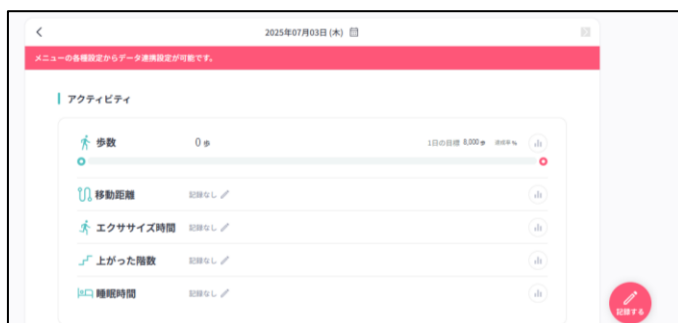 2025年07月03日 (木)
メニューの各種設定からデータ連携設定が可能です。
アクティビティ
歩数 0 歩 1日の目標 8,000 歩 達成率 %
移動距離 記録なし
エクササイズ時間 記録なし
上がった階数 記録なし
睡眠時間 記録なし
記録する